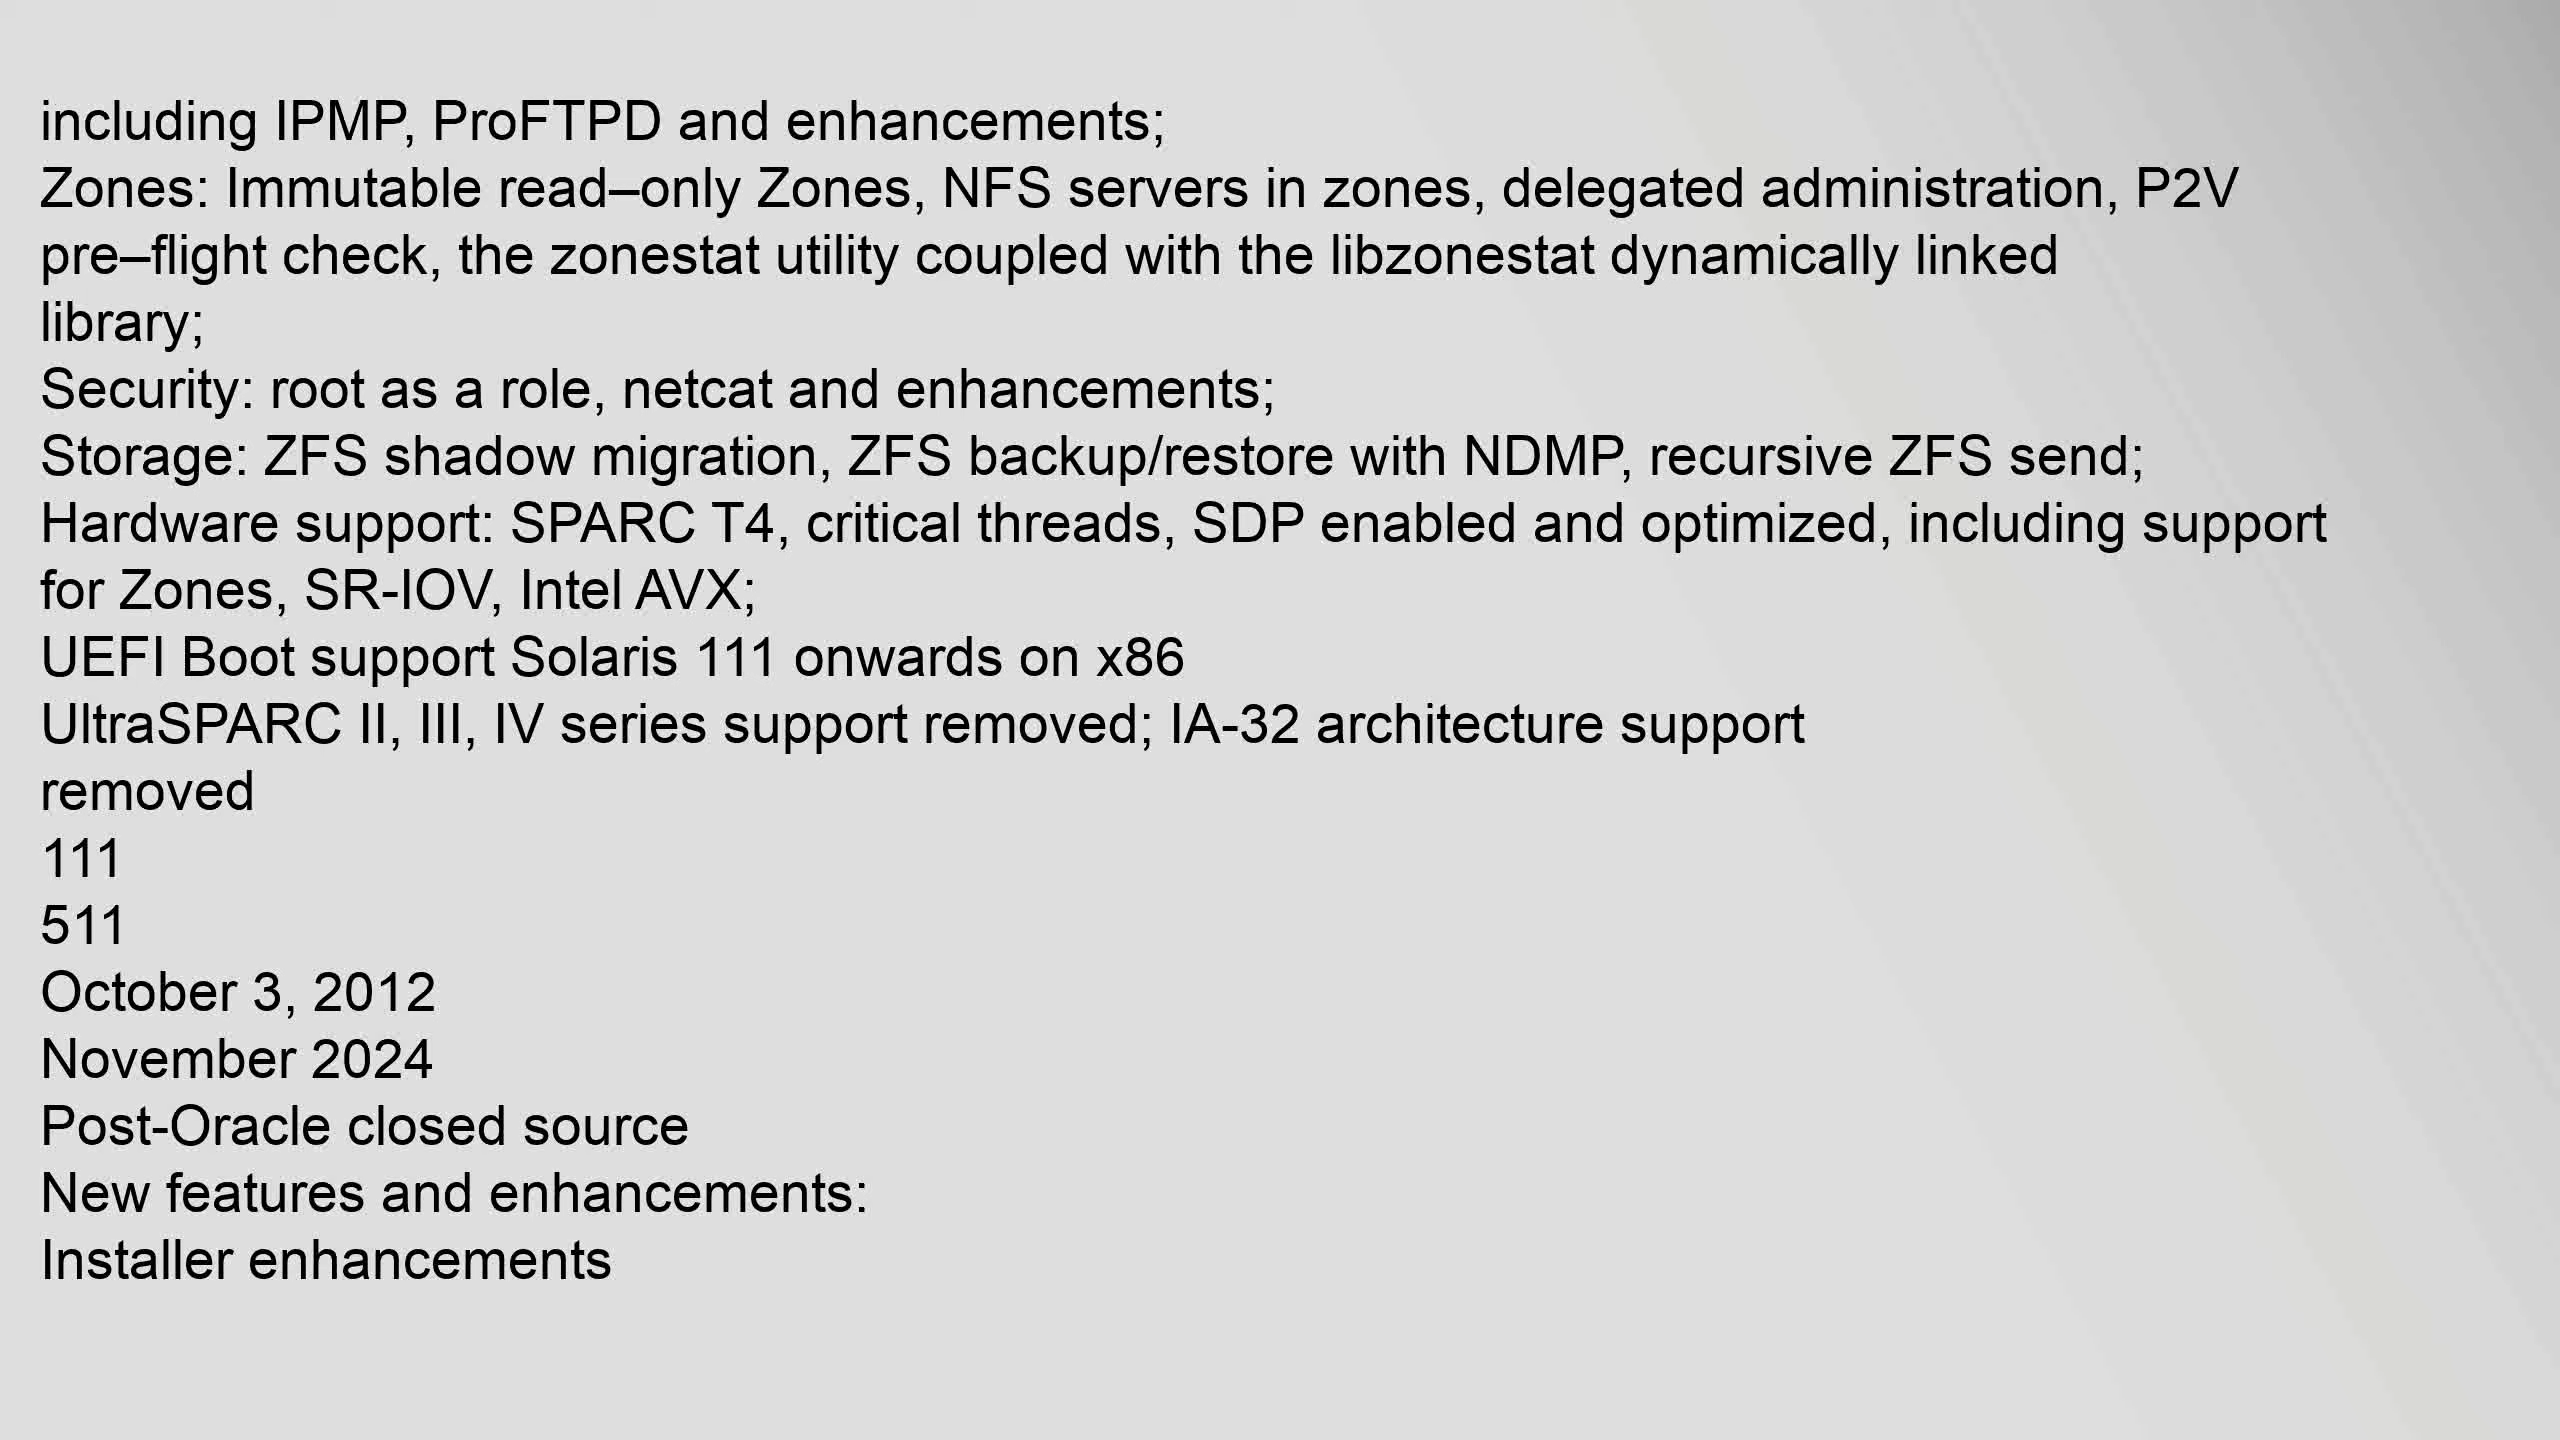 including IPMP, ProFTPD and enhancements;
Zones: Immutable read–only Zones, NFS servers in zones, delegated administration, P2V
pre–flight check, the zonestat utility coupled with the libzonestat dynamically linked
library;
Security: root as a role, netcat and enhancements;
Storage: ZFS shadow migration, ZFS backup/restore with NDMP, recursive ZFS send;
Hardware support: SPARC T4, critical threads, SDP enabled and optimized, including support
for Zones, SR-IOV, Intel AVX;
UEFI Boot support Solaris 111 onwards on x86
UltraSPARC II, III, IV series support removed; IA-32 architecture support
removed
111
511
October 3, 2012
November 2024
Post-Oracle closed source
New features and enhancements:
Installer enhancements